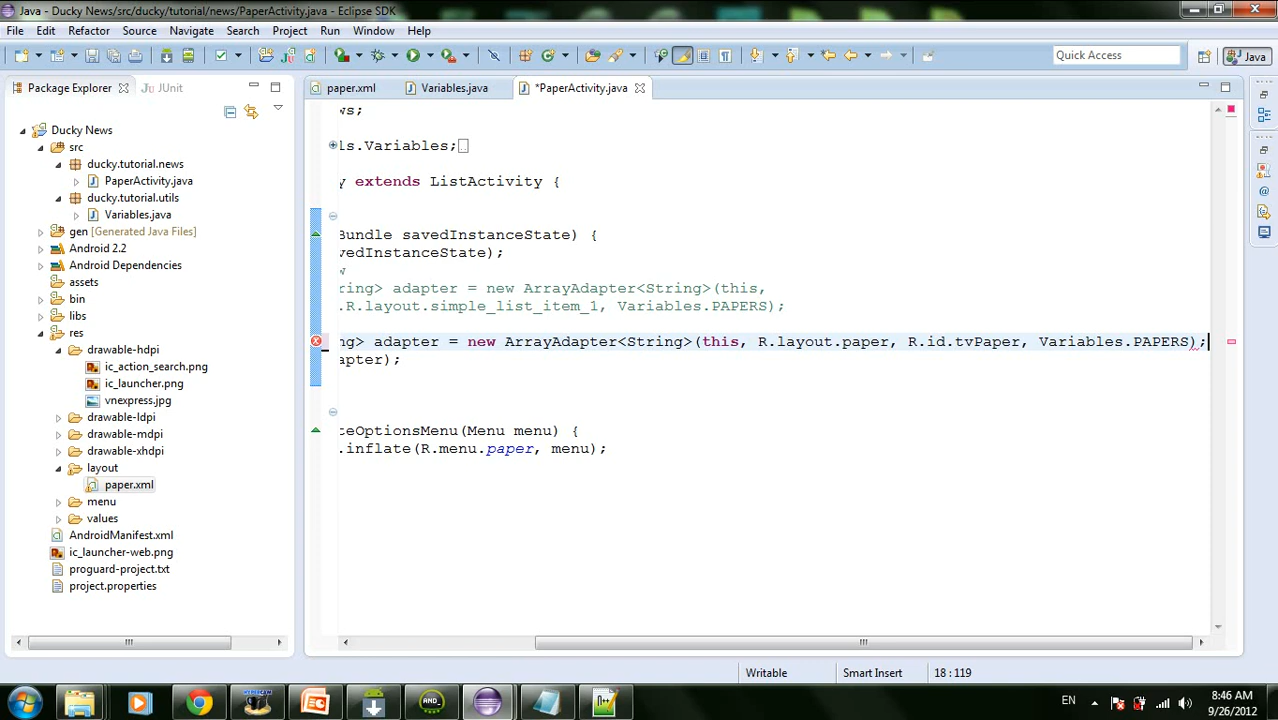 Java - Ducky News/src/ducky/tutorial/news/PaperActivity.java - Eclipse SDK
File Edit Refactor Source Navigate Search Project Run Window Help
Quick Access
Java
Package Explorer
JUnit
paper.xml
Variables.java
*PaperActivity.java
Ducky News
src
ducky.tutorial.news
PaperActivity.java
ducky.tutorial.utils
Variables.java
gen [Generated Java Files]
Android 2.2
Android Dependencies
assets
bin
libs
res
drawable-hdpi
ic_action_search.png
ic_launcher.png
vnexpress.jpg
drawable-ldpi
drawable-mdpi
drawable-xhdpi
layout
paper.xml
menu
values
AndroidManifest.xml
ic_launcher-web.png
proguard-project.txt
project.properties
ws;
ls.Variables;
y extends ListActivity {
Bundle savedInstanceState) {
vedInstanceState);
w
ring> adapter = new ArrayAdapter<String>(this,
.R.layout.simple_list_item_1, Variables.PAPERS);
ng> adapter = new ArrayAdapter<String>(this, R.layout.paper, R.id.tvPaper, Variables.PAPERS);
apter);
teOptionsMenu(Menu menu) {
.inflate(R.menu.paper, menu);
Writable
Smart Insert
18 : 119
EN
8:46 AM
9/26/2012